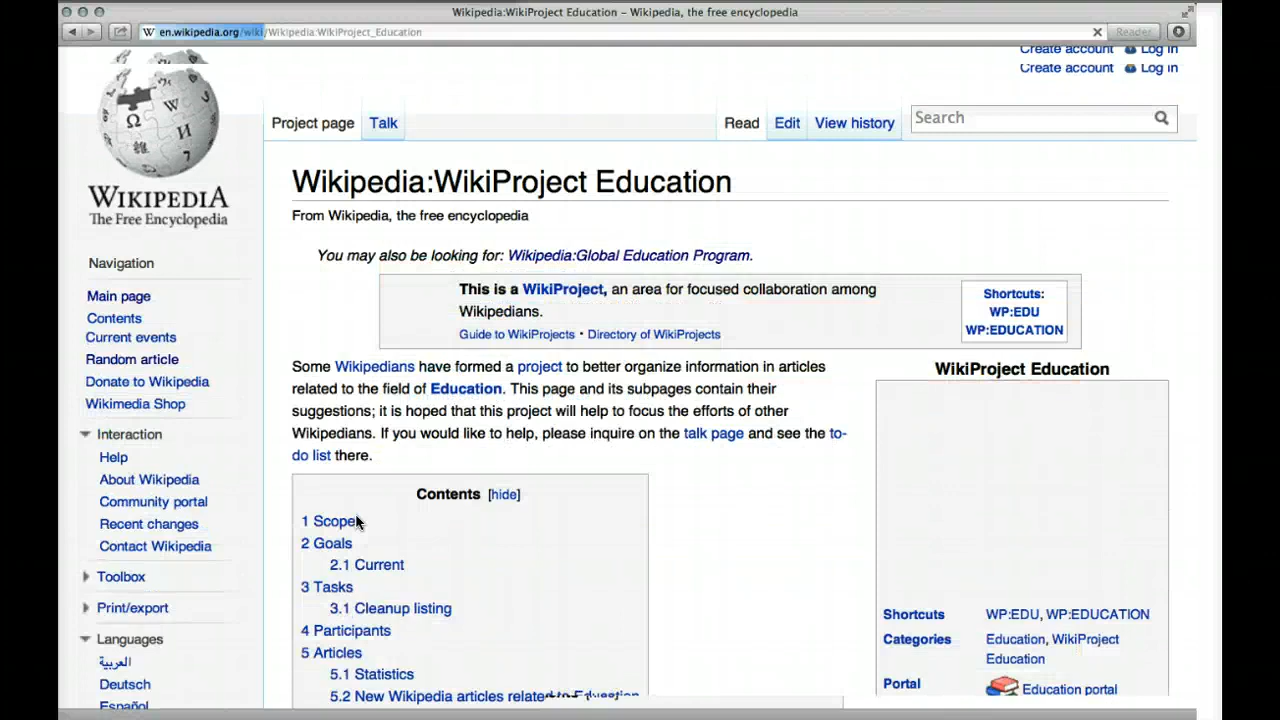 Wikipedia:WikiProject Education – Wikipedia, the free encyclopedia
W en.wikipedia.org/wiki/Wikipedia:WikiProject_Education
Reader
Create account Log in
Create account Log in
Project page Talk
Read Edit View history
Search
Ω W И
WIKIPEDIA
The Free Encyclopedia
Navigation
Main page
Contents
Current events
Random article
Donate to Wikipedia
Wikimedia Shop
Interaction
Help
About Wikipedia
Community portal
Recent changes
Contact Wikipedia
Toolbox
Print/export
Languages
العربية
Deutsch
Español
Wikipedia:WikiProject Education
From Wikipedia, the free encyclopedia
You may also be looking for: Wikipedia:Global Education Program.
This is a WikiProject, an area for focused collaboration among
Wikipedians.
Guide to WikiProjects • Directory of WikiProjects
Shortcuts:
WP:EDU
WP:EDUCATION
Some Wikipedians have formed a project to better organize information in articles
related to the field of Education. This page and its subpages contain their
suggestions; it is hoped that this project will help to focus the efforts of other
Wikipedians. If you would like to help, please inquire on the talk page and see the to-
do list there.
Contents [hide]
1 Scope
2 Goals
2.1 Current
3 Tasks
3.1 Cleanup listing
4 Participants
5 Articles
5.1 Statistics
5.2 New Wikipedia articles related to Education
WikiProject Education
Shortcuts WP:EDU, WP:EDUCATION
Categories Education, WikiProject
Education
Portal Education portal